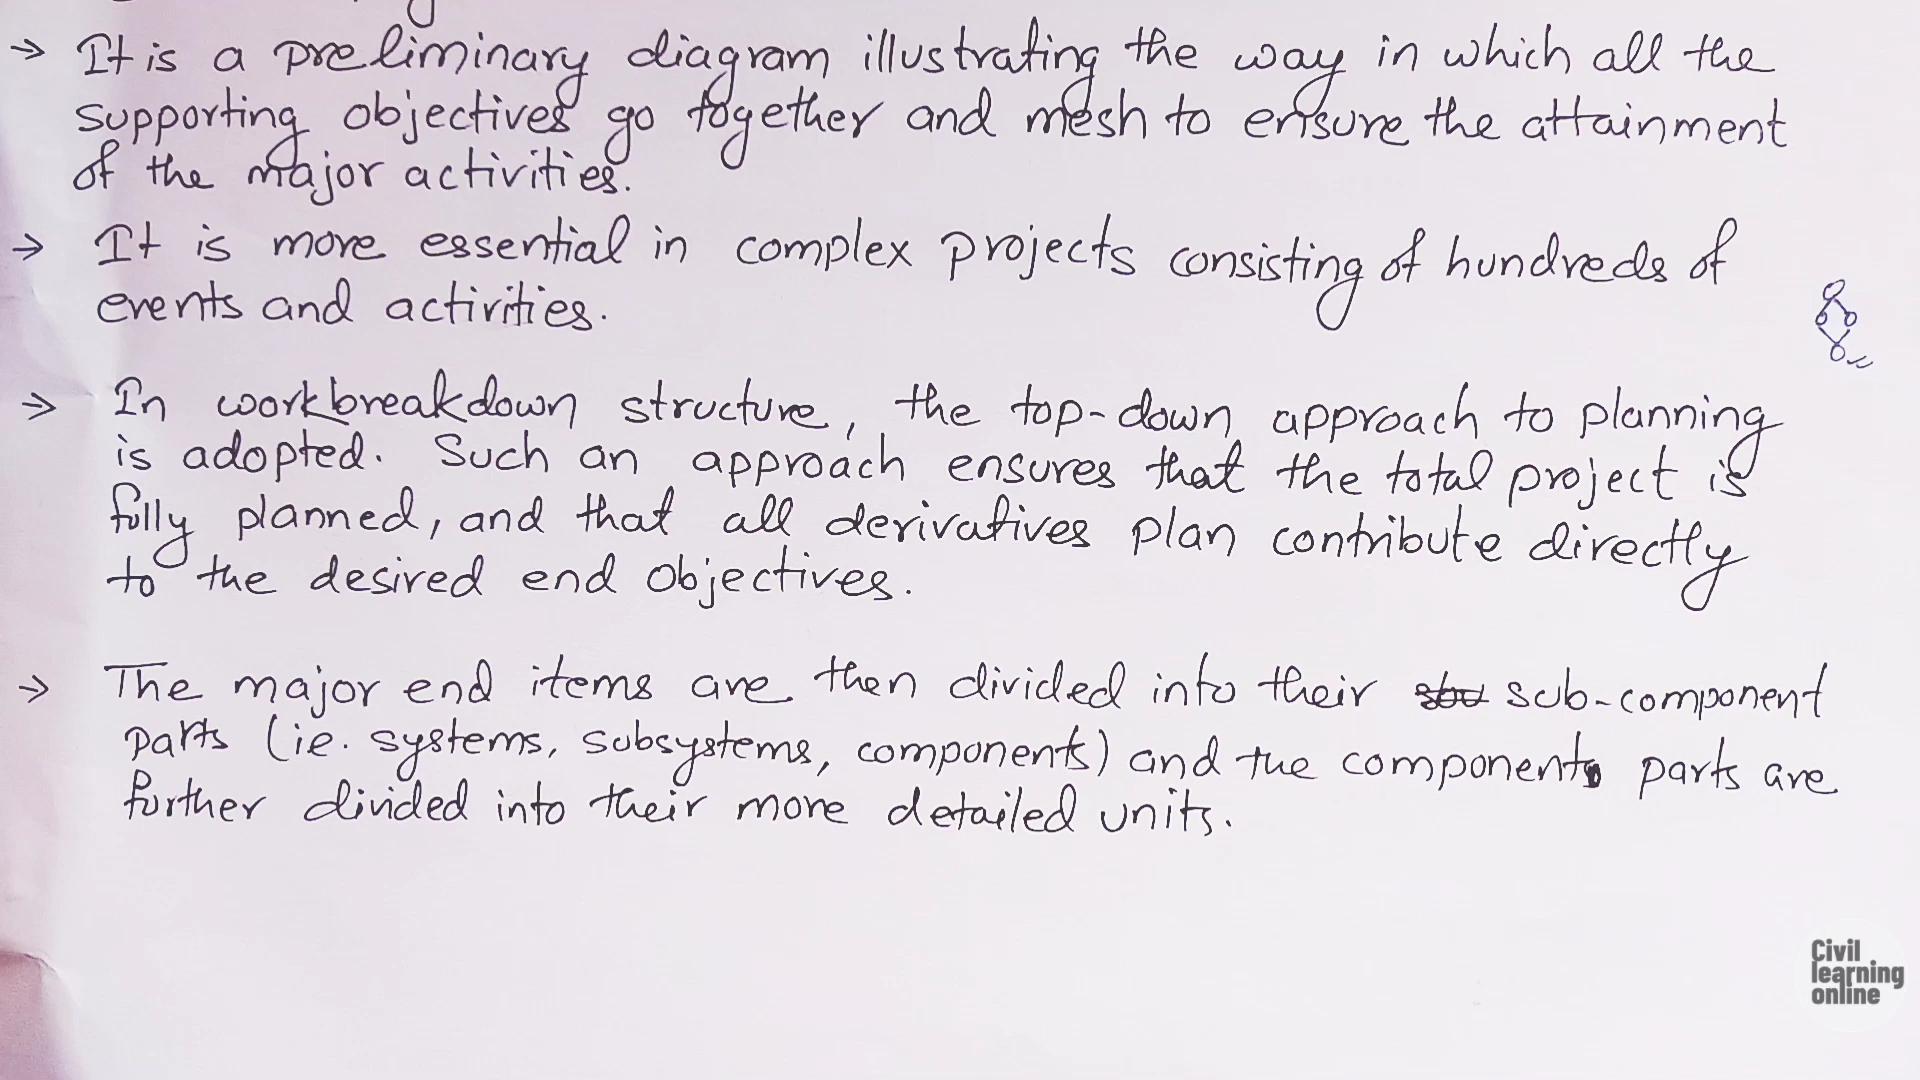 → It is a preliminary diagram illustrating the way in which all the
supporting objectives go together and mesh to ensure the attainment
of the major activities.
→ It is more essential in complex projects consisting of hundreds of
events and activities.
⇒ In workbreakdown structure, the top-down approach to planning
is adopted. Such an approach ensures that the total project is
fully planned, and that all derivatives plan contribute directly
to the desired end objectives.
→ The major end items are then divided into their sub-component
parts (ie. systems, subsystems, components) and the components parts are
further divided into their more detailed units.
Civil
learning
online